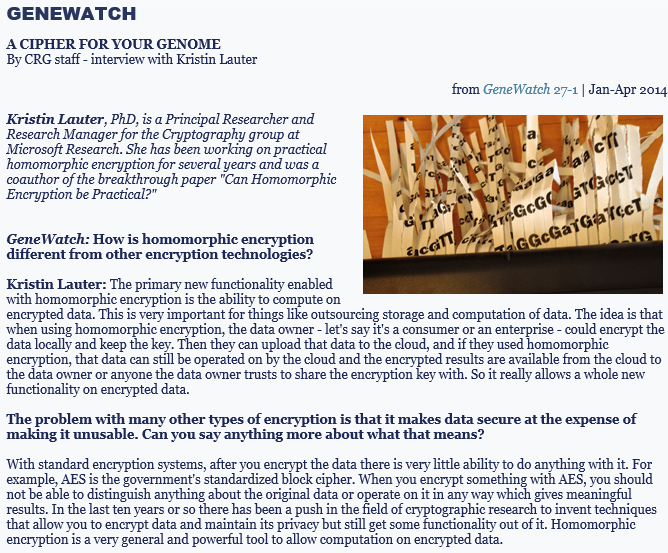 GENEWATCH
A CIPHER FOR YOUR GENOME
By CRG staff - interview with Kristin Lauter
from GeneWatch 27-1 | Jan-Apr 2014
Kristin Lauter, PhD, is a Principal Researcher and
Research Manager for the Cryptography group at
Microsoft Research. She has been working on practical
homomorphic encryption for several years and was a
coauthor of the breakthrough paper "Can Homomorphic
Encryption be Practical?"
GeneWatch: How is homomorphic encryption
different from other encryption technologies?
Kristin Lauter: The primary new functionality enabled
with homomorphic encryption is the ability to compute on
encrypted data. This is very important for things like outsourcing storage and computation of data. The idea is that
when using homomorphic encryption, the data owner - let's say it's a consumer or an enterprise - could encrypt the
data locally and keep the key. Then they can upload that data to the cloud, and if they used homomorphic
encryption, that data can still be operated on by the cloud and the encrypted results are available from the cloud to
the data owner or anyone the data owner trusts to share the encryption key with. So it really allows a whole new
functionality on encrypted data.
The problem with many other types of encryption is that it makes data secure at the expense of
making it unusable. Can you say anything more about what that means?
With standard encryption systems, after you encrypt the data there is very little ability to do anything with it. For
example, AES is the government's standardized block cipher. When you encrypt something with AES, you should
not be able to distinguish anything about the original data or operate on it in any way which gives meaningful
results. In the last ten years or so there has been a push in the field of cryptographic research to invent techniques
that allow you to encrypt data and maintain its privacy but still get some functionality out of it. Homomorphic
encryption is a very general and powerful tool to allow computation on encrypted data.